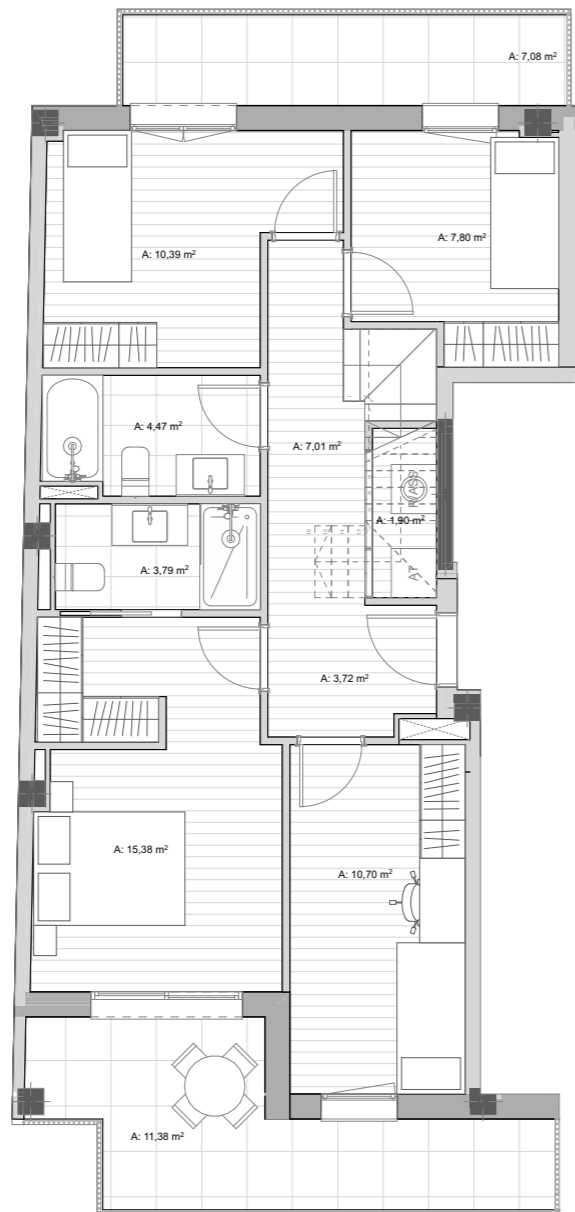 A: 7,08 m²
A: 7,80 m²
A: 10,39 m²
A: 4,47 m²
A: 7,01 m²
A: 1,90 m²
A: 3,79 m²
A: 3,72 m²
A: 15,38 m²
A: 10,70 m²
A: 11,38 m²